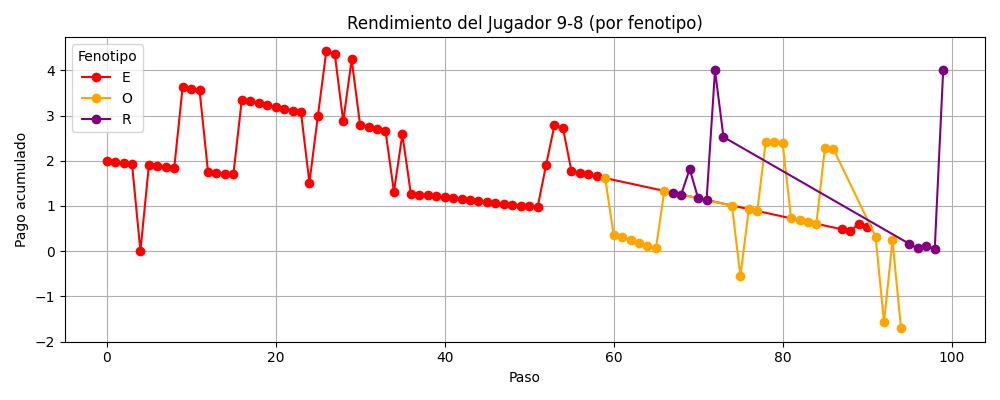 Rendimiento del Jugador 9-8 (por fenotipo)
Pago acumulado
4
3
2
1
0
−1
−2
Fenotipo
E
O
R
0 20 40 60 80 100
Paso